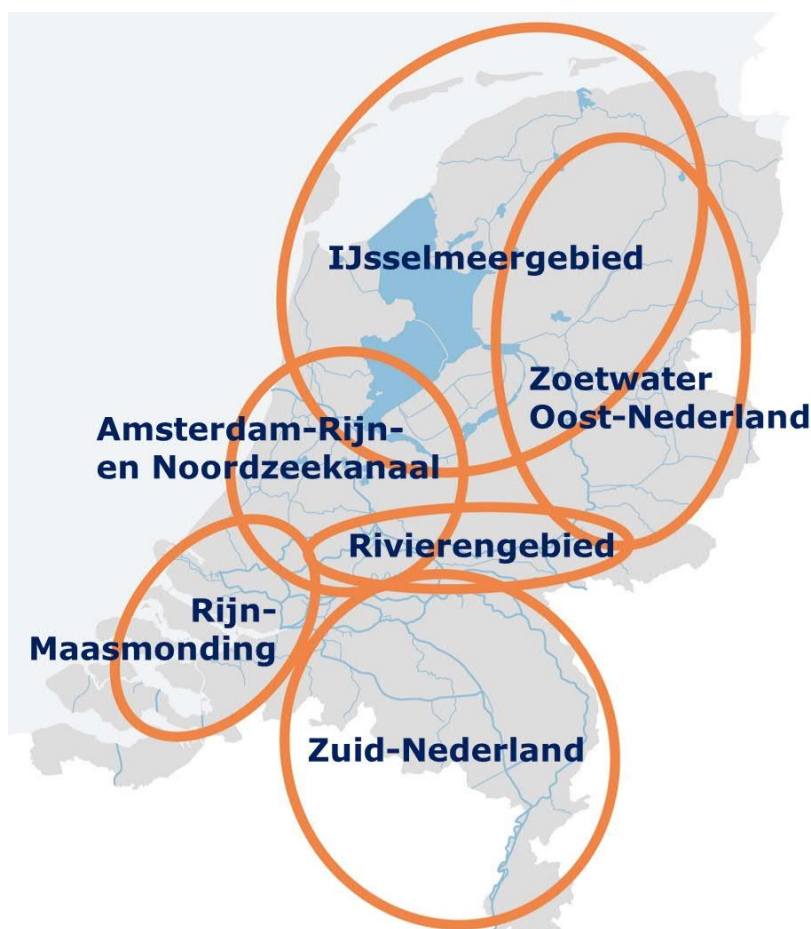 IJsselmeergebied
Zoetwater
Oost-Nederland
Amsterdam-Rijn-
en Noordzeekanaal
Rivierengebied
Rijn-
Maasmonding
Zuid-Nederland